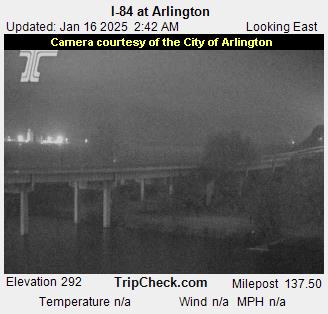 I-84 at Arlington
Updated: Jan 16 2025 2:42 AM Looking East
Camera courtesy of the City of Arlington
Elevation 292 TripCheck.com Milepost 137.50
Temperature n/a Wind n/a MPH n/a